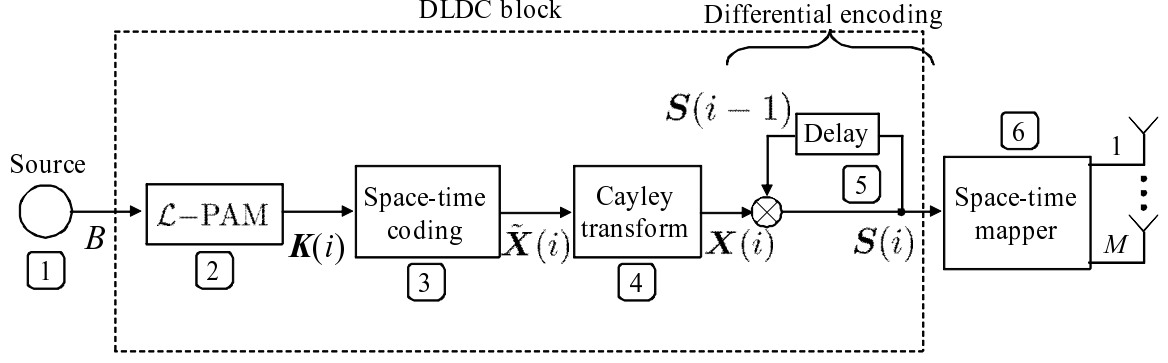 DLDC block
Differential encoding
S(i − 1)
Delay
6
1
Source
ℒ−PAM
Space-time
coding
Cayley
transform
5
Space-time
mapper
B
K(i)
X̃(i)
X(i)
S(i)
M
1
2
3
4